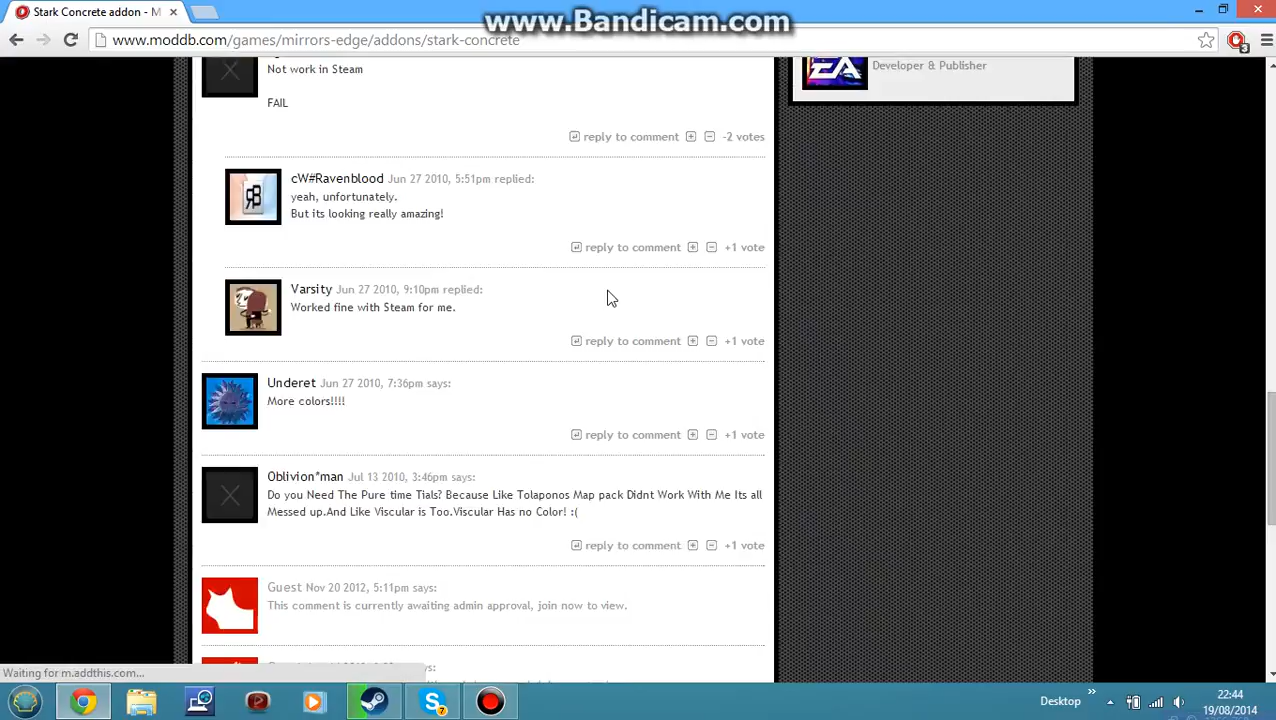 www.Bandicam.com
Stark Concrete addon - M
www.moddb.com/games/mirrors-edge/addons/stark-concrete
3
Not work in Steam
EA
Developer & Publisher
FAIL
reply to comment -2 votes
cW#Ravenblood Jun 27 2010, 5:51pm replied:
yeah, unfortunately.
But its looking really amazing!
reply to comment +1 vote
Varsity Jun 27 2010, 9:10pm replied:
Worked fine with Steam for me.
reply to comment +1 vote
Underet Jun 27 2010, 7:36pm says:
More colors!!!!
reply to comment +1 vote
Oblivion*man Jul 13 2010, 3:46pm says:
Do you Need The Pure time Tials? Because Like Tolaponos Map pack Didnt Work With Me Its all
Messed up.And Like Viscular is Too.Viscular Has no Color! :(
reply to comment +1 vote
Guest Nov 20 2012, 5:11pm says:
This comment is currently awaiting admin approval, join now to view.
Waiting for m.addthis.com...
Desktop
22:44
19/08/2014